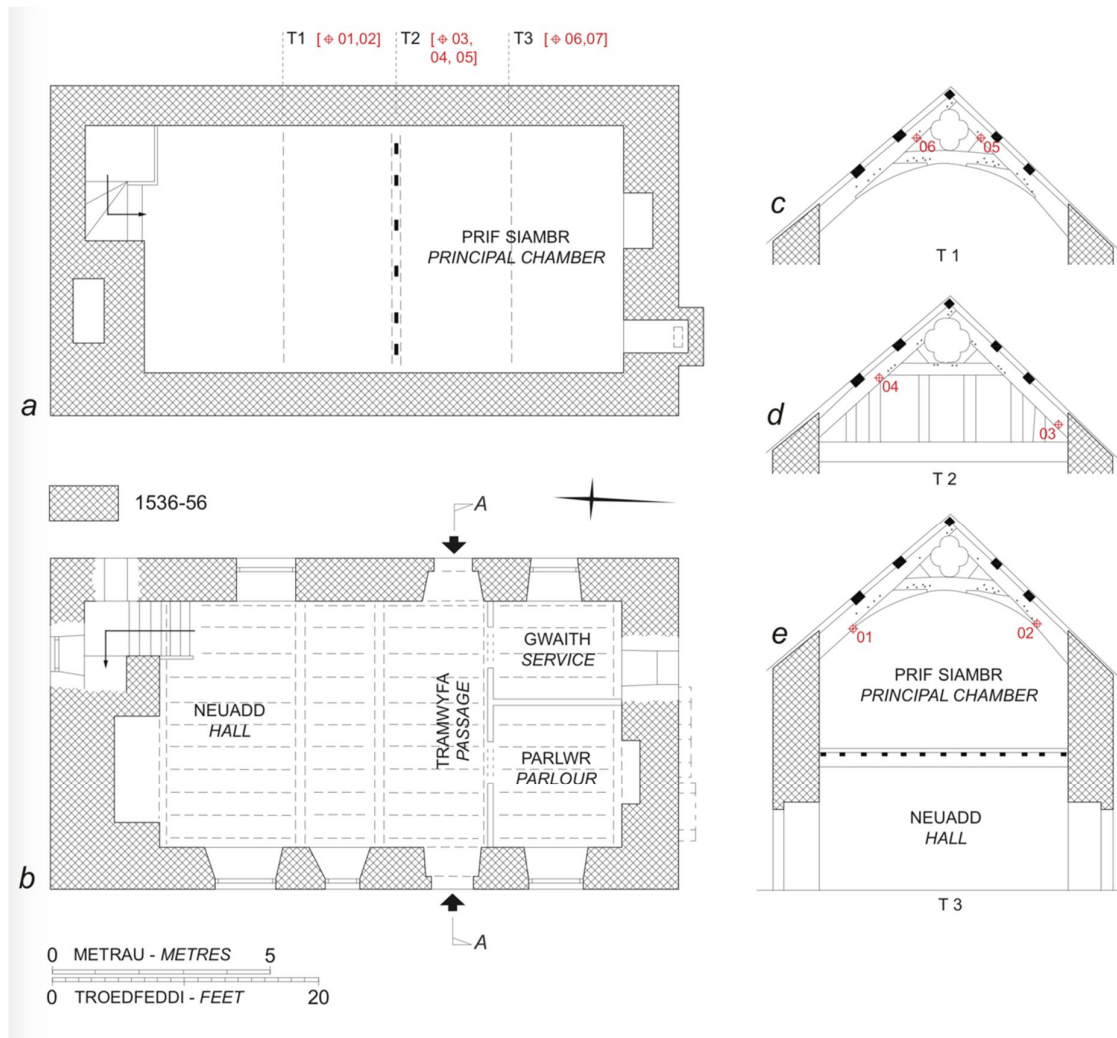 T1 [⌖ 01,02]
T2 [⌖ 03,
04, 05]
T3 [⌖ 06,07]
PRIF SIAMBR
PRINCIPAL CHAMBER
a
1536-56
A
NEUADD
HALL
TRAMWYFA
PASSAGE
GWAITH
SERVICE
PARLWR
PARLOUR
b
A
0 METRAU - METRES 5
0 TROEDFEDDI - FEET 20
06
05
c
T 1
04
03
d
T 2
01
02
e
PRIF SIAMBR
PRINCIPAL CHAMBER
NEUADD
HALL
T 3